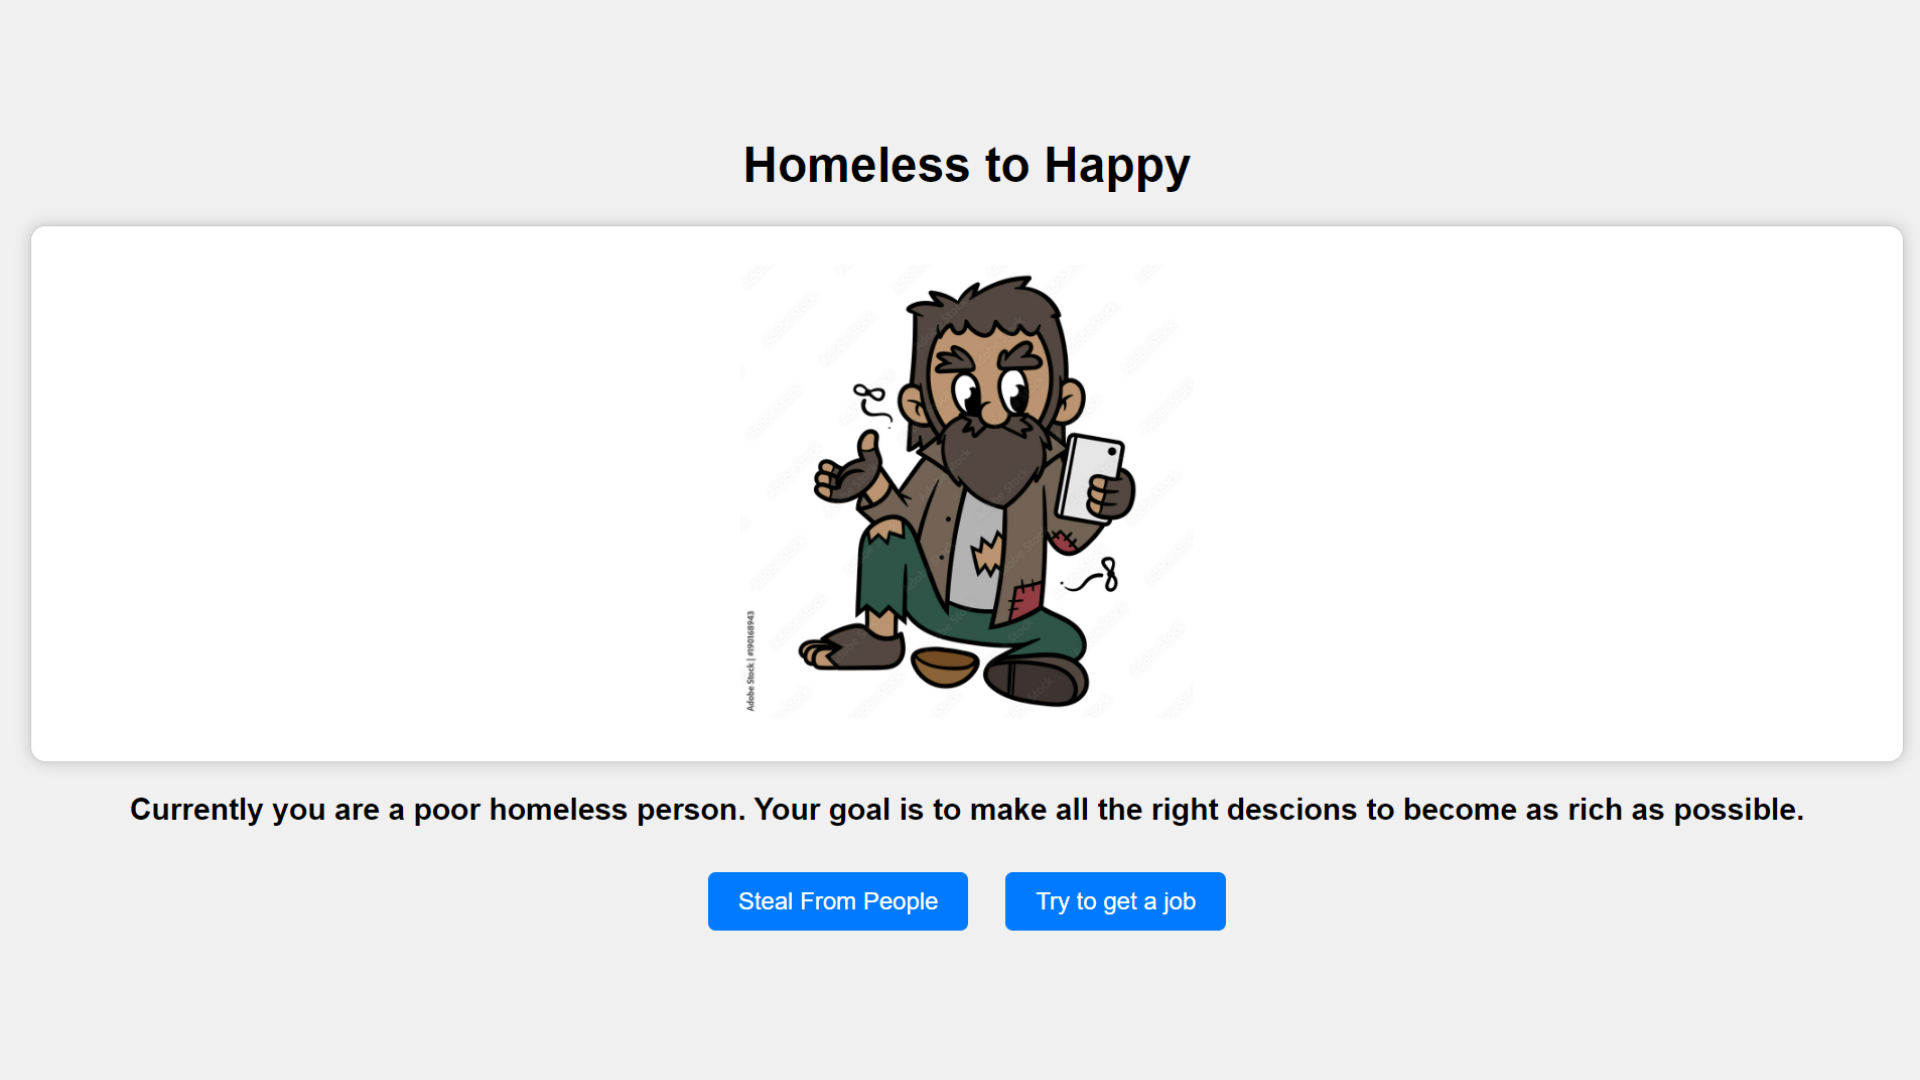 Homeless to Happy
Adobe Stock | #190168943
Currently you are a poor homeless person. Your goal is to make all the right descions to become as rich as possible.
Steal From People
Try to get a job